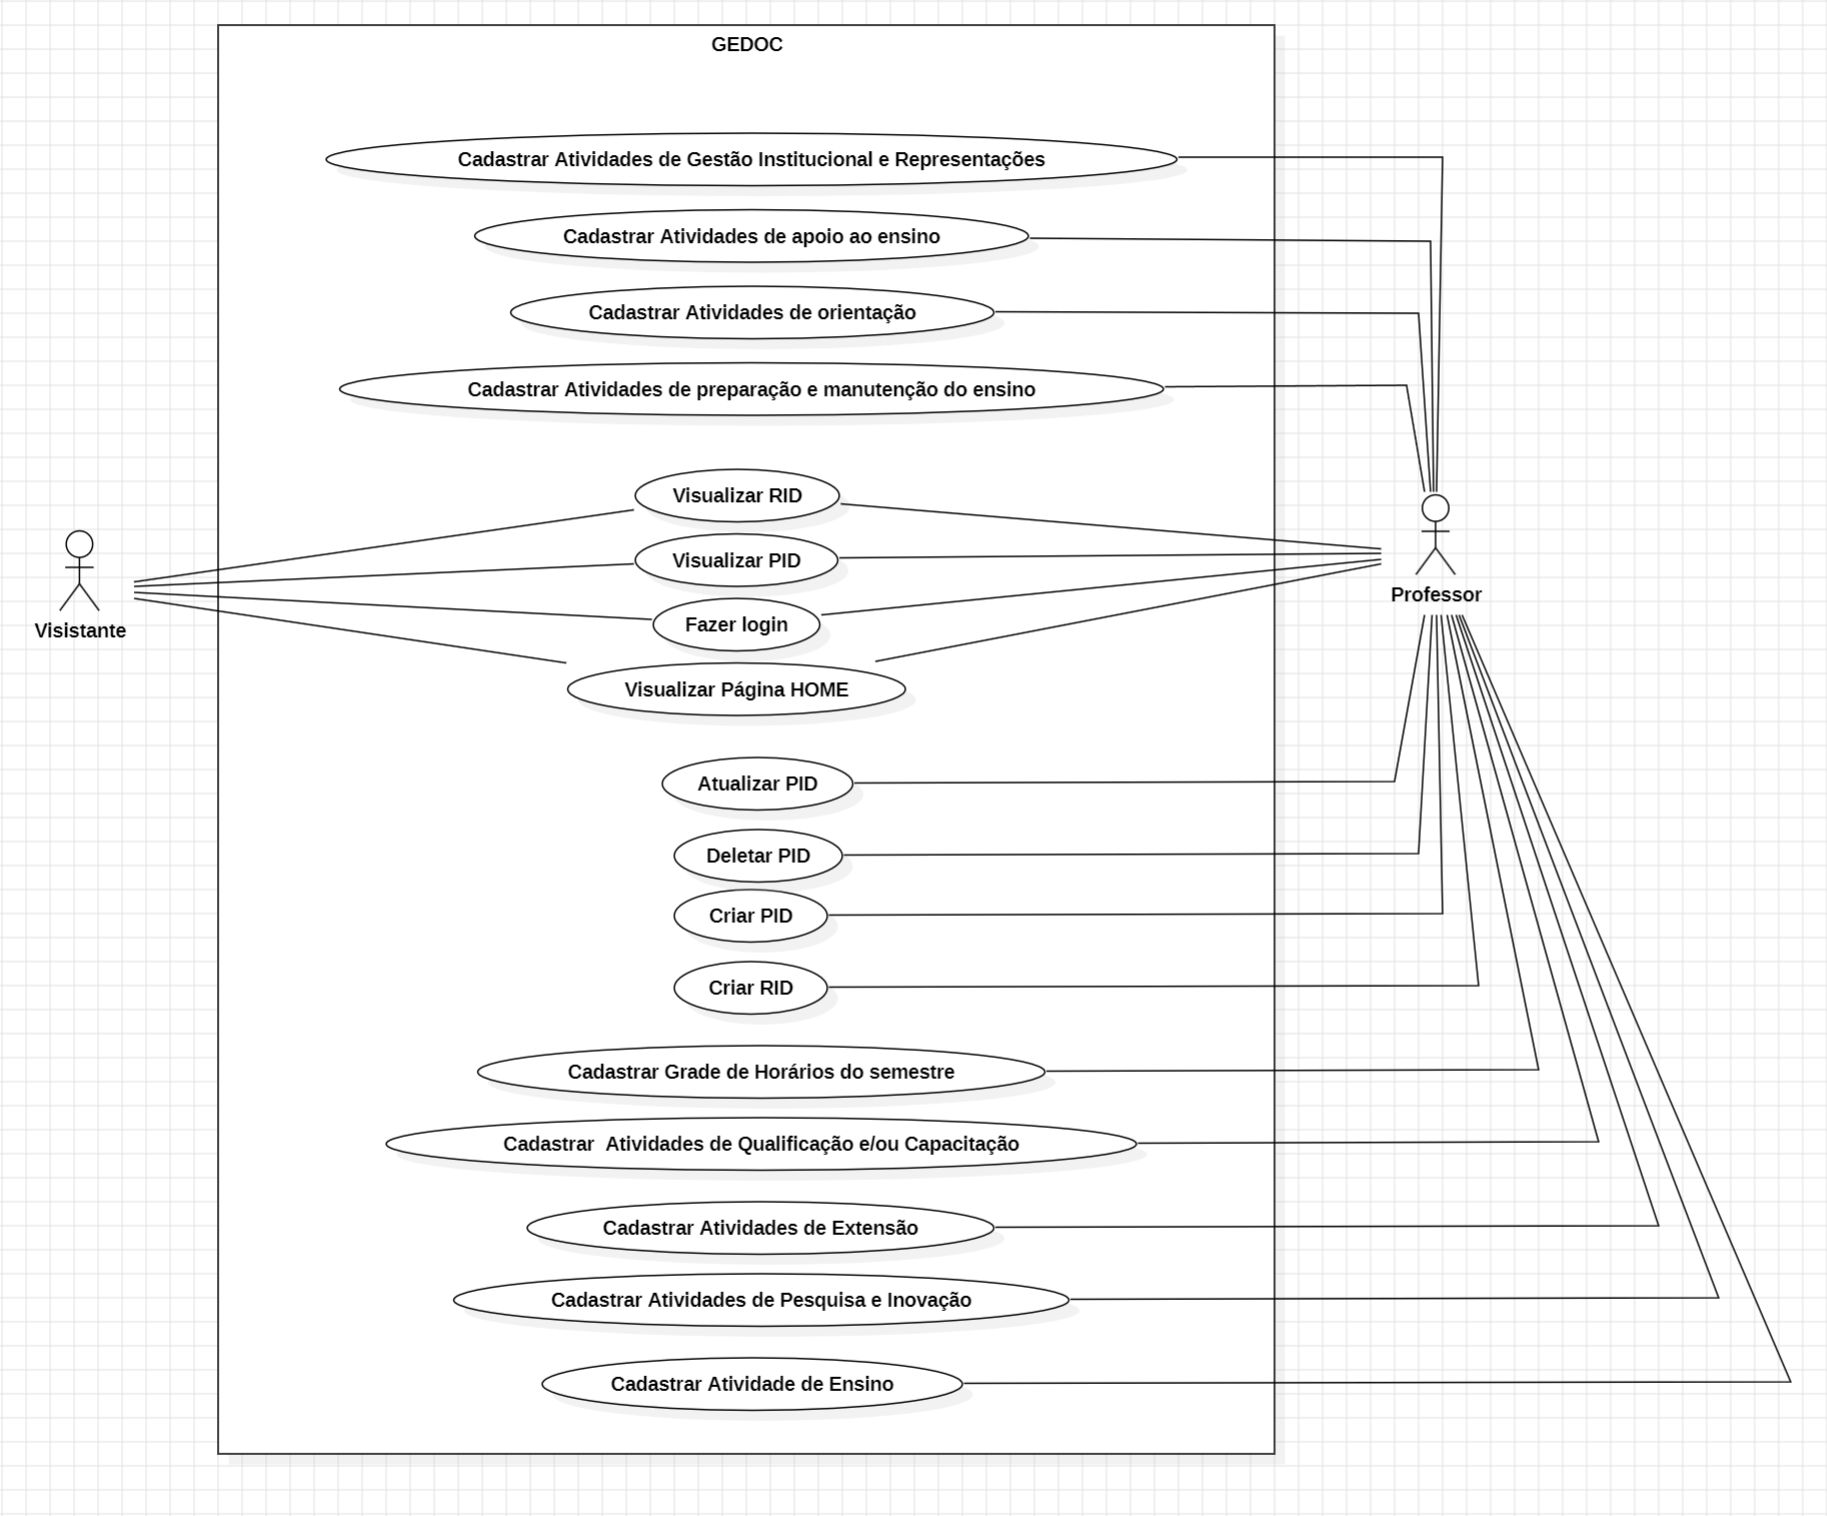 GEDOC
Cadastrar Atividades de Gestão Institucional e Representações
Cadastrar Atividades de apoio ao ensino
Cadastrar Atividades de orientação
Cadastrar Atividades de preparação e manutenção do ensino
Visualizar RID
Visualizar PID
Professor
Fazer login
Visistante
Visualizar Página HOME
Atualizar PID
Deletar PID
Criar PID
Criar RID
Cadastrar Grade de Horários do semestre
Cadastrar  Atividades de Qualificação e/ou Capacitação
Cadastrar Atividades de Extensão
Cadastrar Atividades de Pesquisa e Inovação
Cadastrar Atividade de Ensino